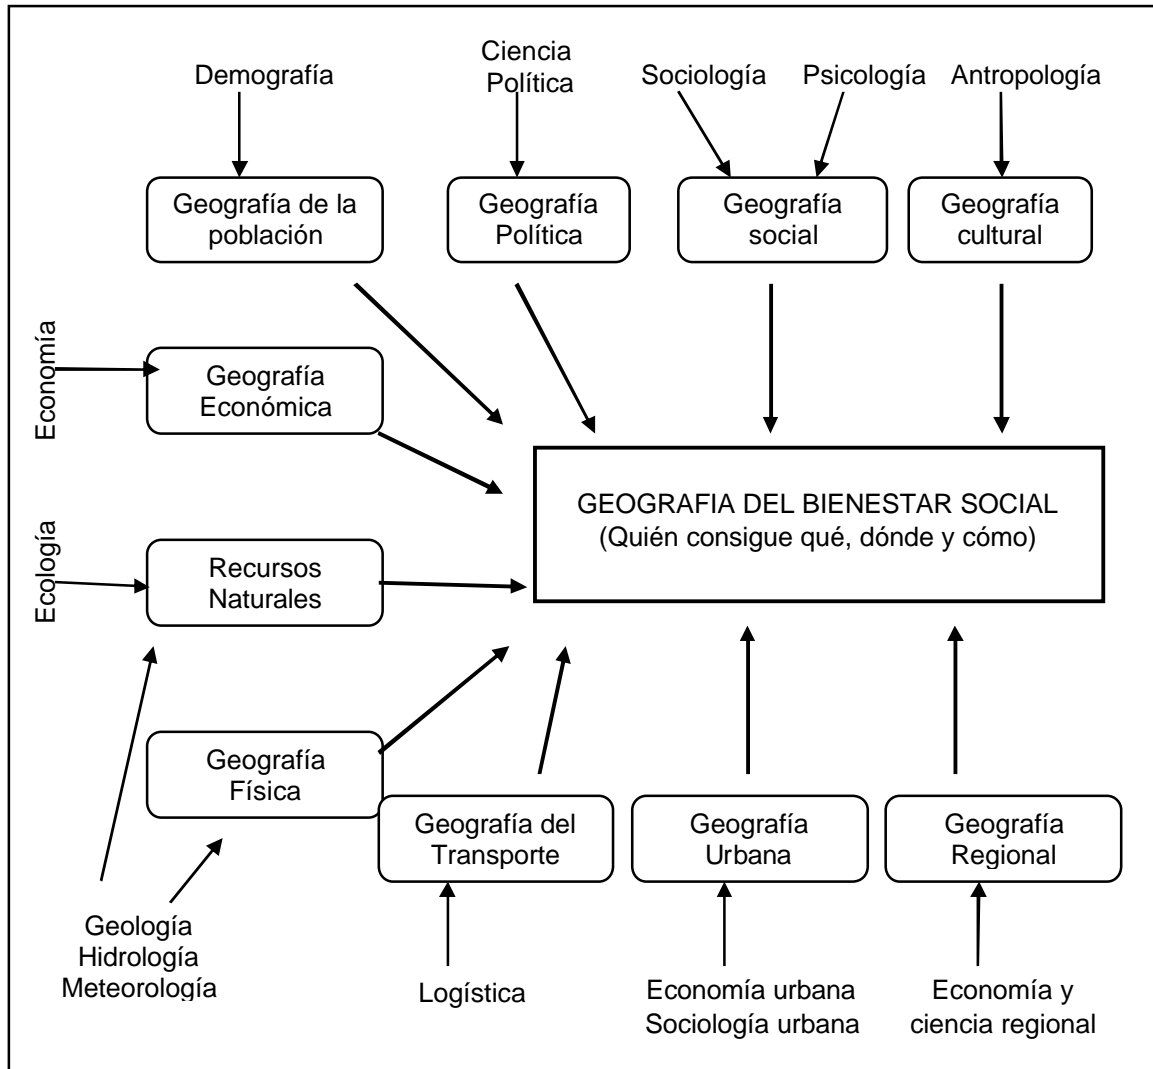 Demografía
Ciencia
Política
Sociología
Psicología
Antropología
Geografía de la
población
Geografía
Política
Geografía
social
Geografía
cultural
Economía
Geografía
Económica
GEOGRAFIA DEL BIENESTAR SOCIAL
(Quién consigue qué, dónde y cómo)
Ecología
Recursos
Naturales
Geografía
Física
Geografía del
Transporte
Geografía
Urbana
Geografía
Regional
Geología
Hidrología
Meteorología
Logística
Economía urbana
Sociología urbana
Economía y
ciencia regional